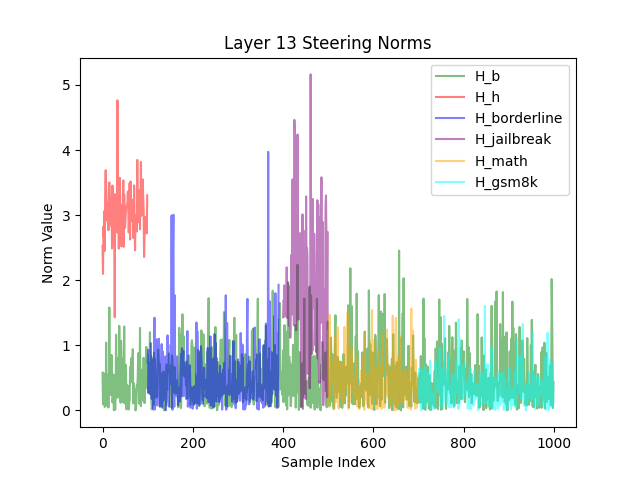 Layer 13 Steering Norms
H_b
H_h
H_borderline
H_jailbreak
H_math
H_gsm8k
Norm Value
5
4
3
2
1
0
0
200
400
600
800
1000
Sample Index